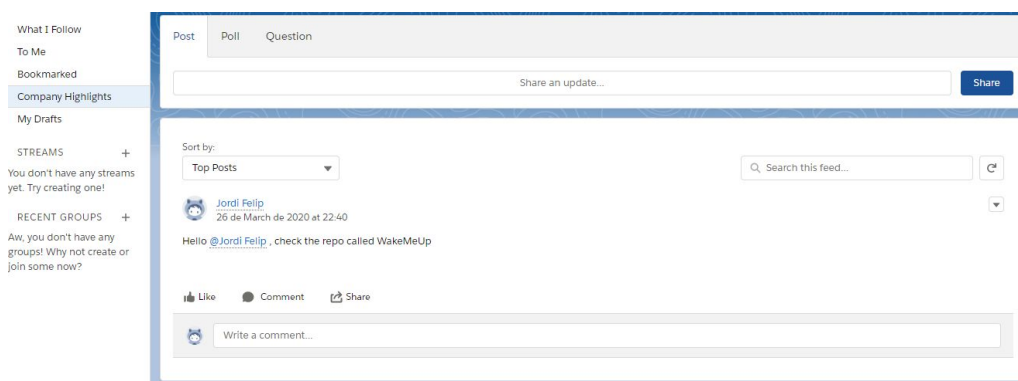 What I Follow
To Me
Bookmarked
Company Highlights
My Drafts
STREAMS +
You don't have any streams
yet. Try creating one!
RECENT GROUPS +
Aw, you don't have any
groups! Why not create or
join some now?
Post Poll Question
Share an update...
Share
Sort by:
Top Posts
Search this feed...
Jordi Felip
26 de March de 2020 at 22:40
Hello @Jordi Felip , check the repo called WakeMeUp
Like Comment Share
Write a comment...